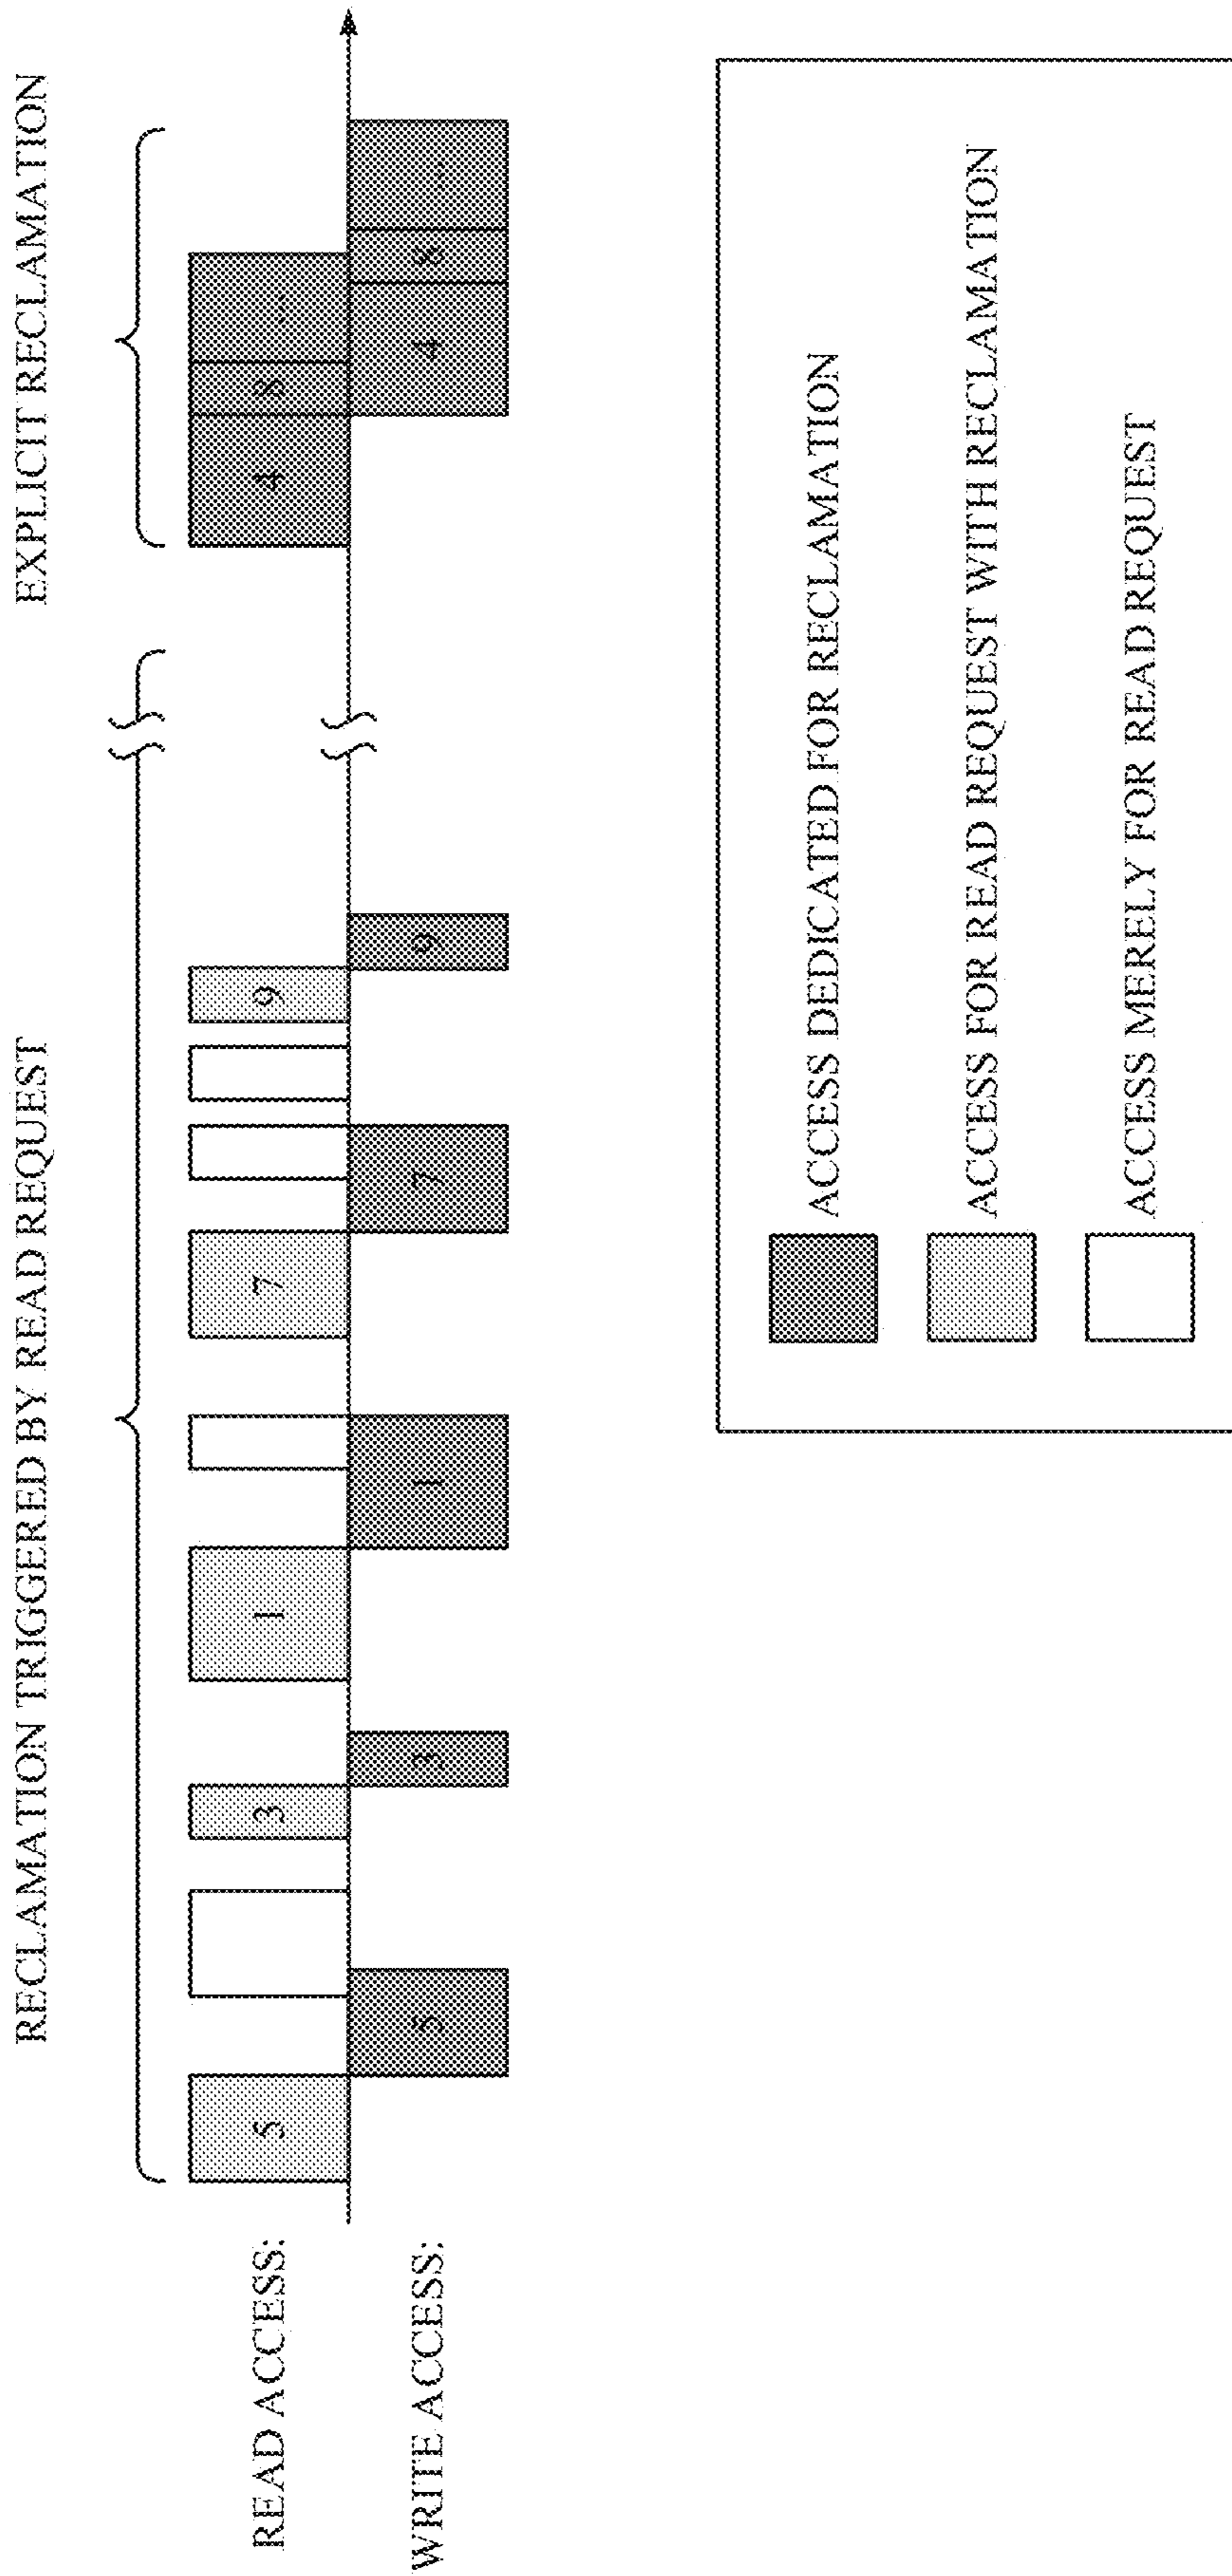 RECLAMATION TRIGGERED BY READ REQUEST
EXPLICIT RECLAMATION
READ ACCESS:
5
3
1
7
9
4
8
...
WRITE ACCESS:
5
3
1
7
9
4
8
...
ACCESS DEDICATED FOR RECLAMATION
ACCESS FOR READ REQUEST WITH RECLAMATION
ACCESS MERELY FOR READ REQUEST